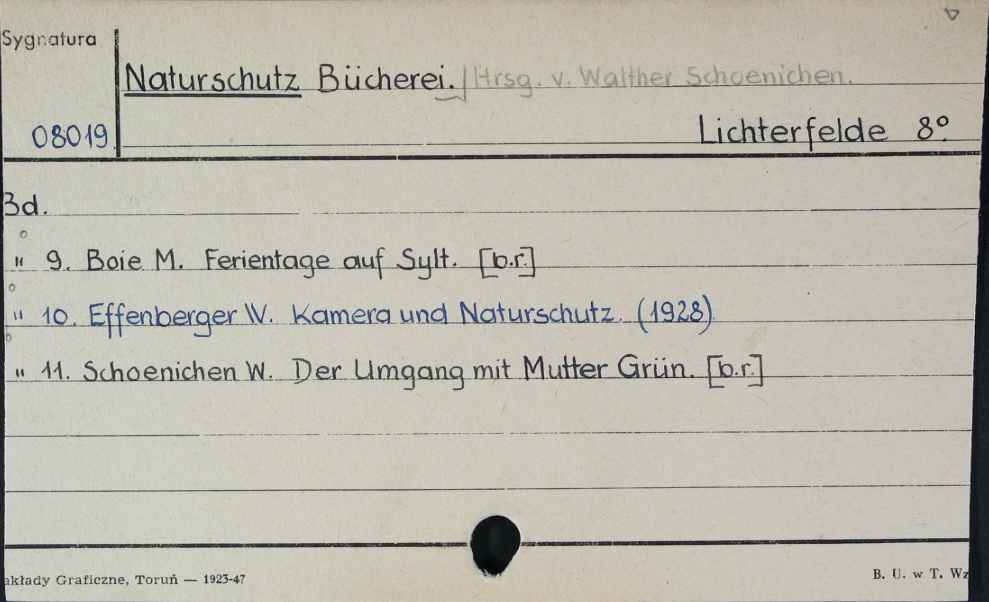 Sygnatura
Naturschutz Bücherei. | Hrsg. v. Walther Schoenichen.
08019 Lichterfelde 8°
Bd.
" 9. Boie M. Ferientage auf Sylt. [b.r.]
" 10. Effenberger W. Kamera und Naturschutz. (1928)
" 11. Schoenichen W. Der Umgang mit Mutter Grün. [b.r.]
akłady Graficzne, Toruń — 1923-47 B. U. w T. Wz